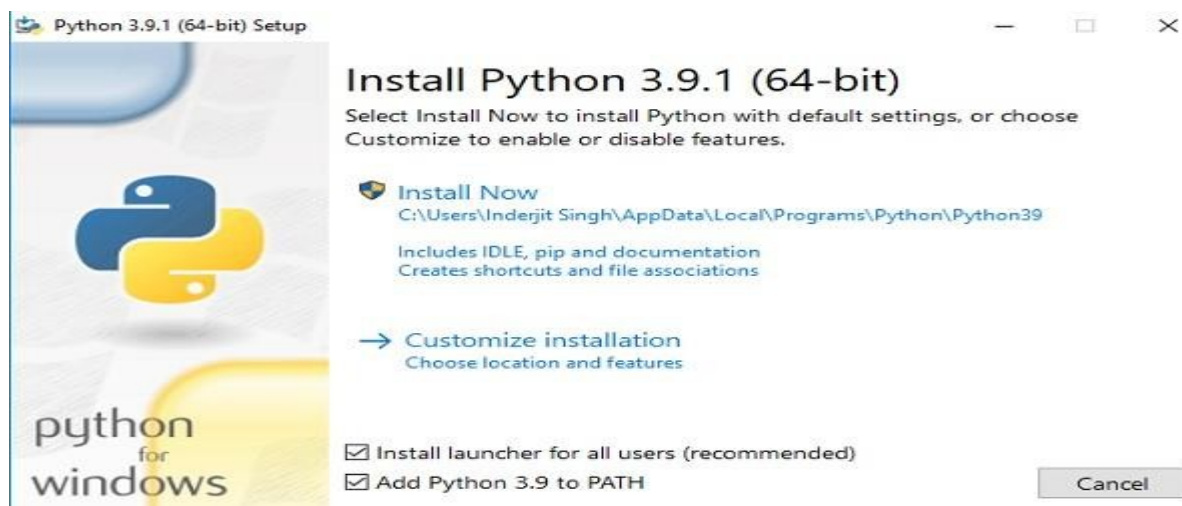 Python 3.9.1 (64-bit) Setup
Install Python 3.9.1 (64-bit)
Select Install Now to install Python with default settings, or choose
Customize to enable or disable features.
Install Now
C:\Users\Inderjit Singh\AppData\Local\Programs\Python\Python39
Includes IDLE, pip and documentation
Creates shortcuts and file associations
Customize installation
Choose location and features
python
for
windows
Install launcher for all users (recommended)
Add Python 3.9 to PATH
Cancel